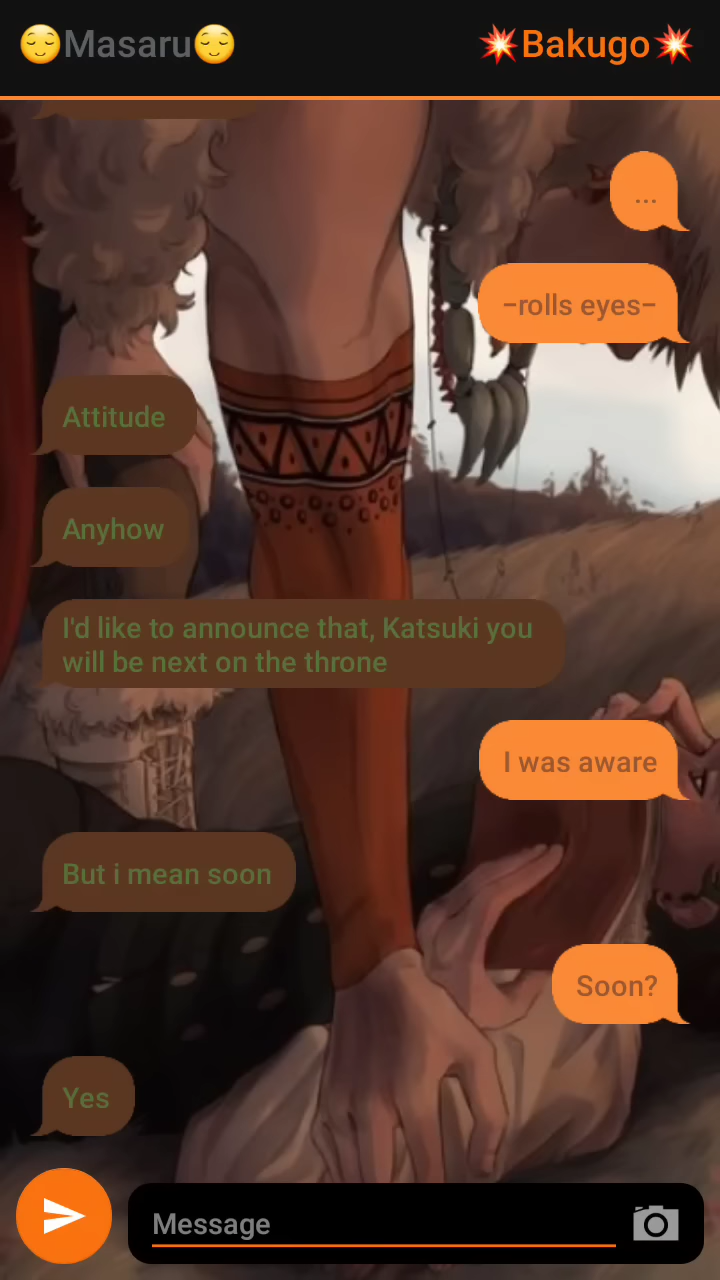 😌Masaru😌
💥Bakugo💥
...
–rolls eyes–
Attitude
Anyhow
I'd like to announce that, Katsuki you
will be next on the throne
I was aware
But i mean soon
Soon?
Yes
Message